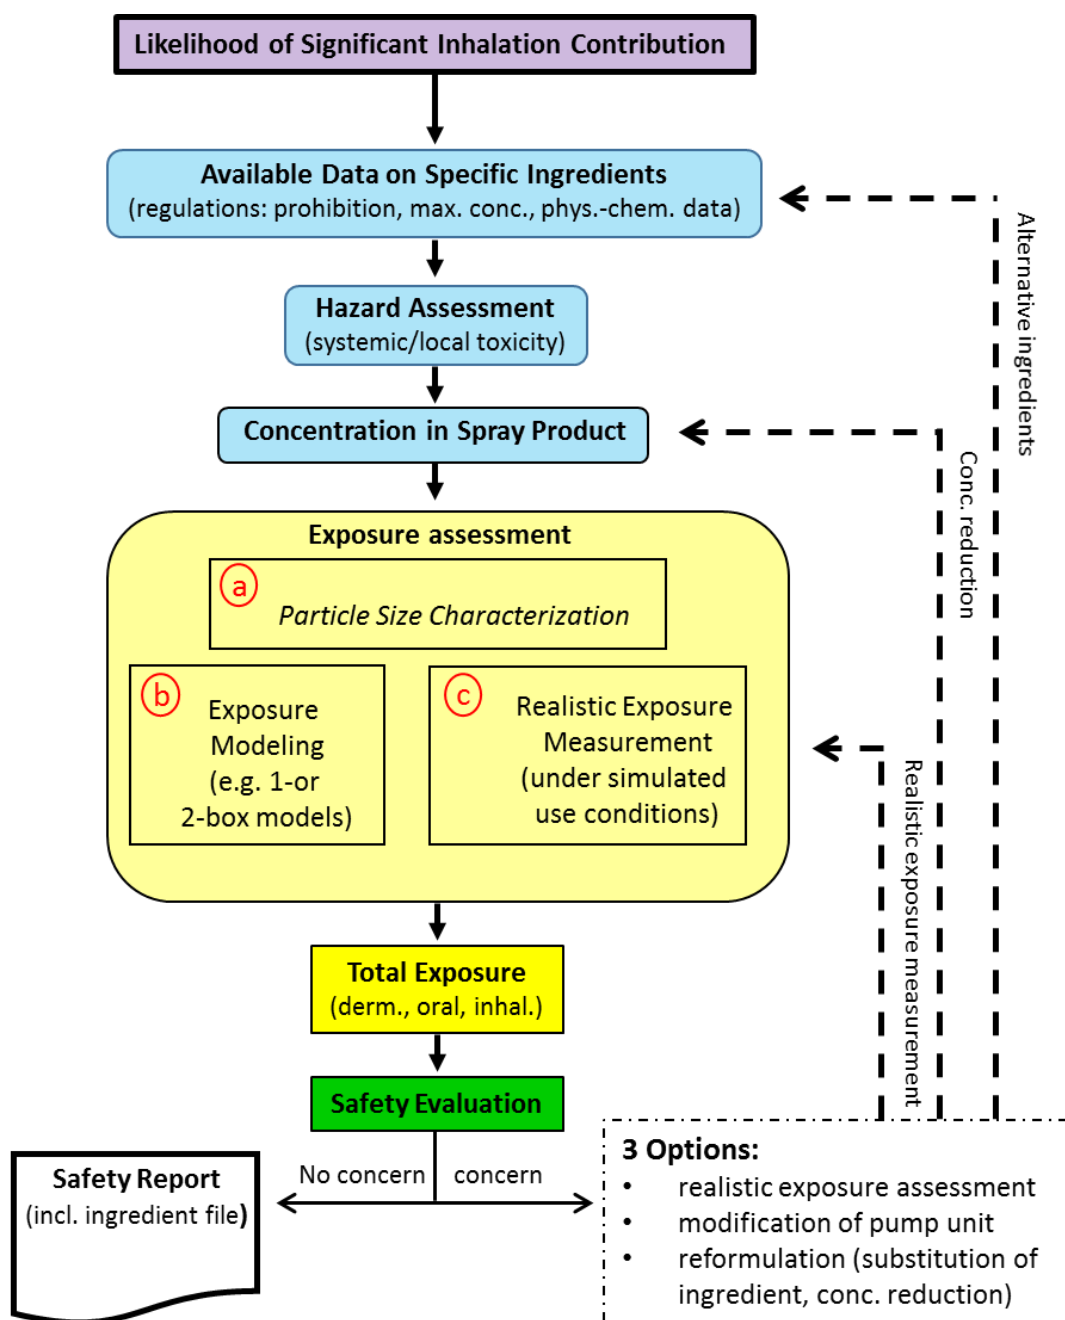 Likelihood of Significant Inhalation Contribution
Available Data on Specific Ingredients
(regulations: prohibition, max. conc., phys.-chem. data)
Hazard Assessment
(systemic/local toxicity)
Concentration in Spray Product
Exposure assessment
a
Particle Size Characterization
b
Exposure
Modeling
(e.g. 1-or
2-box models)
c
Realistic Exposure
Measurement
(under simulated
use conditions)
Total Exposure
(derm., oral, inhal.)
Safety Evaluation
No concern
concern
Safety Report
(incl. ingredient file)
3 Options:
• realistic exposure assessment
• modification of pump unit
• reformulation (substitution of
ingredient, conc. reduction)
Realistic exposure measurement
Conc. reduction
Alternative ingredients